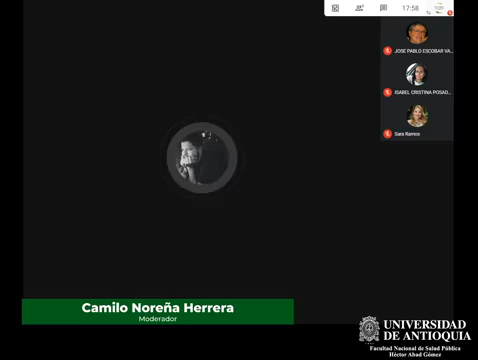 17:58
JOSE PABLO ESCOBAR VA...
ISABEL CRISTINA POSAD...
Sara Ramos
Camilo Noreña Herrera
Moderador
UNIVERSIDAD
DE ANTIOQUIA
Facultad Nacional de Salud Pública
Héctor Abad Gómez